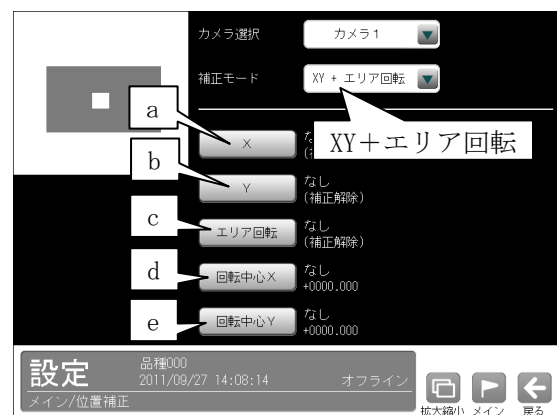 カメラ選択
カメラ1
補正モード
XY + エリア回転
a
X
XY+エリア回転
b
Y
なし
(補正解除)
c
エリア回転
なし
(補正解除)
d
回転中心X
なし
+0000.000
e
回転中心Y
なし
+0000.000
設定
品種000
2011/09/27 14:08:14
オフライン
メイン/位置補正
拡大縮小
メイン
戻る